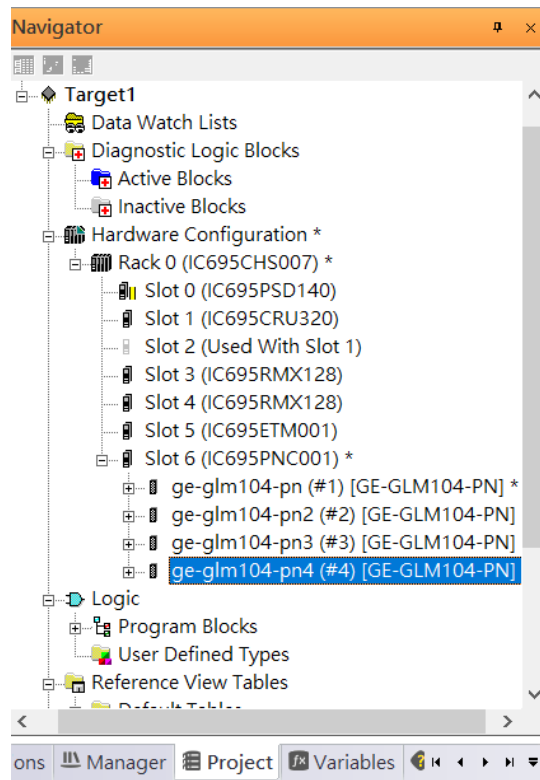 Navigator
Target1
Data Watch Lists
Diagnostic Logic Blocks
Active Blocks
Inactive Blocks
Hardware Configuration *
Rack 0 (IC695CHS007) *
Slot 0 (IC695PSD140)
Slot 1 (IC695CRU320)
Slot 2 (Used With Slot 1)
Slot 3 (IC695RMX128)
Slot 4 (IC695RMX128)
Slot 5 (IC695ETM001)
Slot 6 (IC695PNC001) *
ge-glm104-pn (#1) [GE-GLM104-PN] *
ge-glm104-pn2 (#2) [GE-GLM104-PN]
ge-glm104-pn3 (#3) [GE-GLM104-PN]
ge-glm104-pn4 (#4) [GE-GLM104-PN]
Logic
Program Blocks
User Defined Types
Reference View Tables
Default Tables
ons Manager Project fx Variables